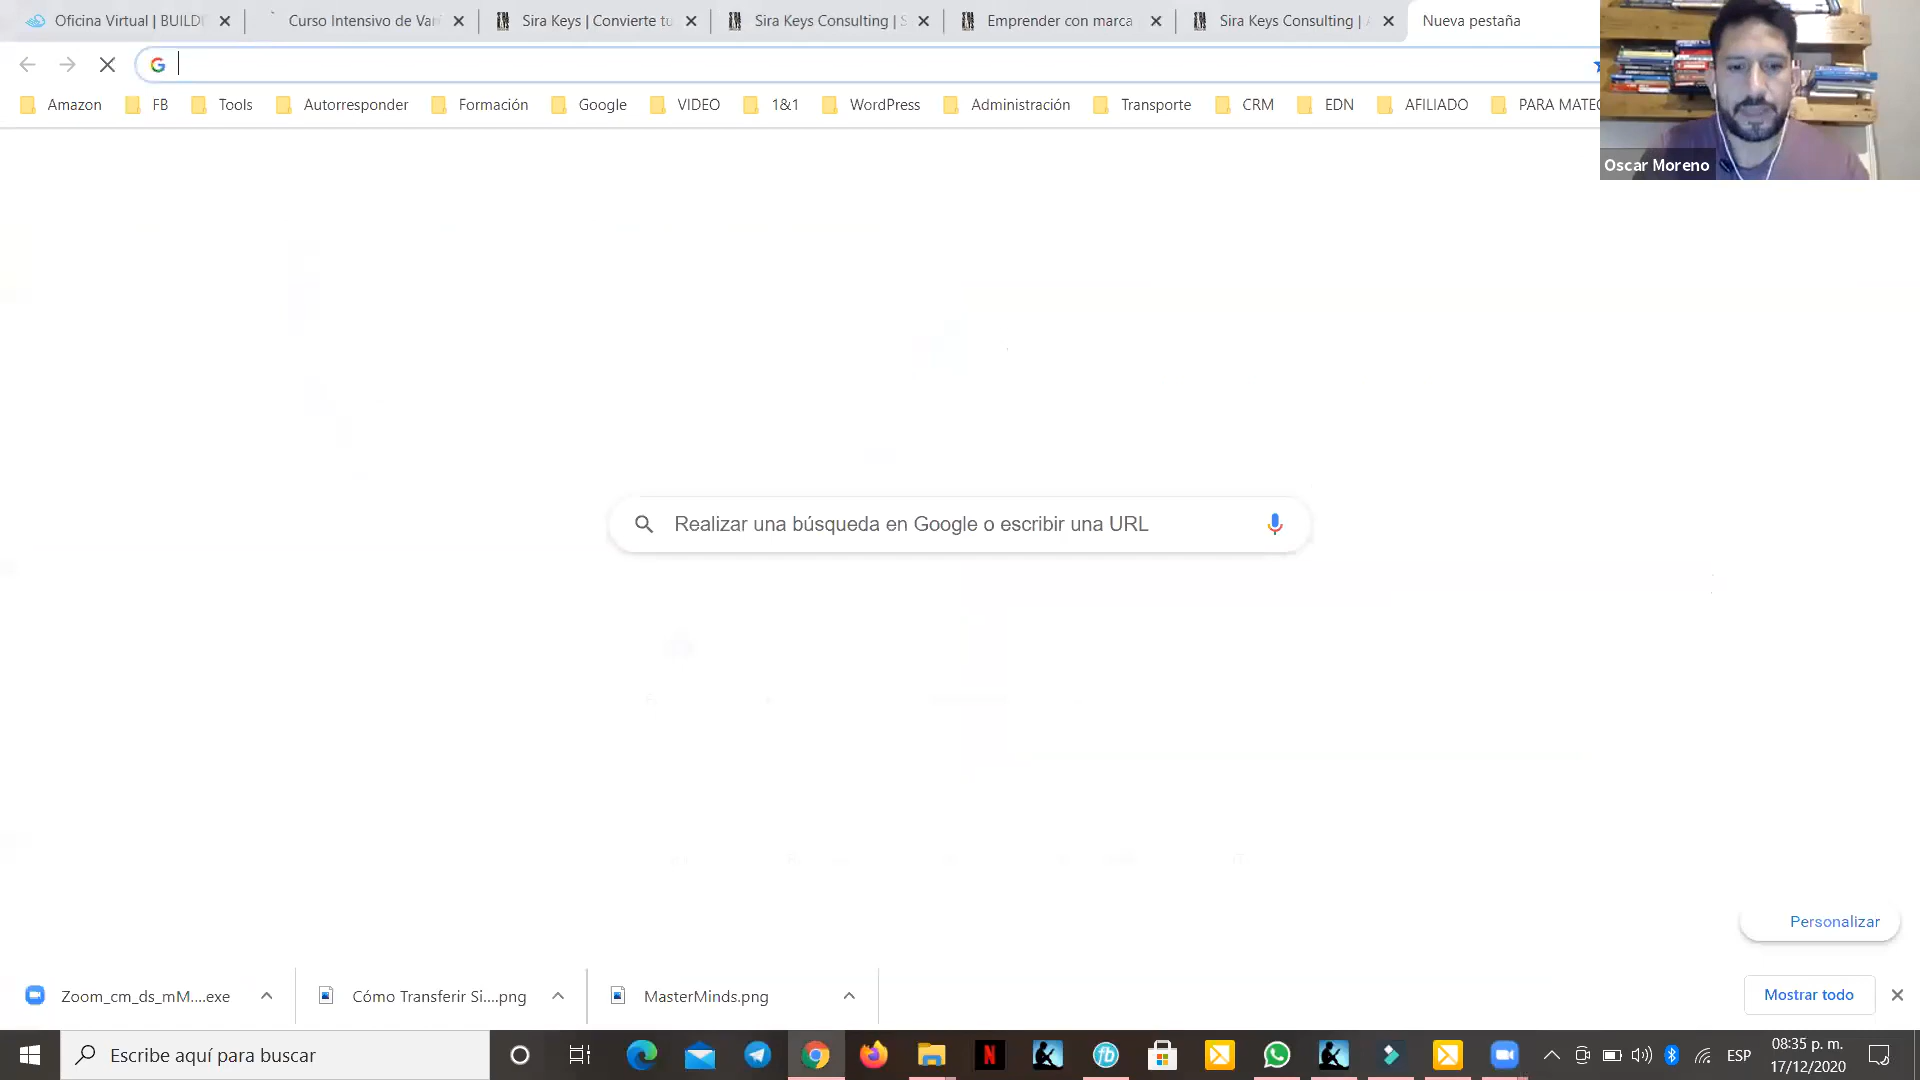 Oficina Virtual | BUILD
Curso Intensivo de Var
Sira Keys | Convierte tu
Sira Keys Consulting | S
Emprender con marca
Sira Keys Consulting | A
Nueva pestaña
Amazon
FB
Tools
Autorresponder
Formación
Google
VIDEO
1&1
WordPress
Administración
Transporte
CRM
EDN
AFILIADO
PARA MATEO
Oscar Moreno
Realizar una búsqueda en Google o escribir una URL
Personalizar
Zoom_cm_ds_mM....exe
Cómo Transferir Si....png
MasterMinds.png
Mostrar todo
Escribe aquí para buscar
N
fb
ESP
08:35 p. m.
17/12/2020